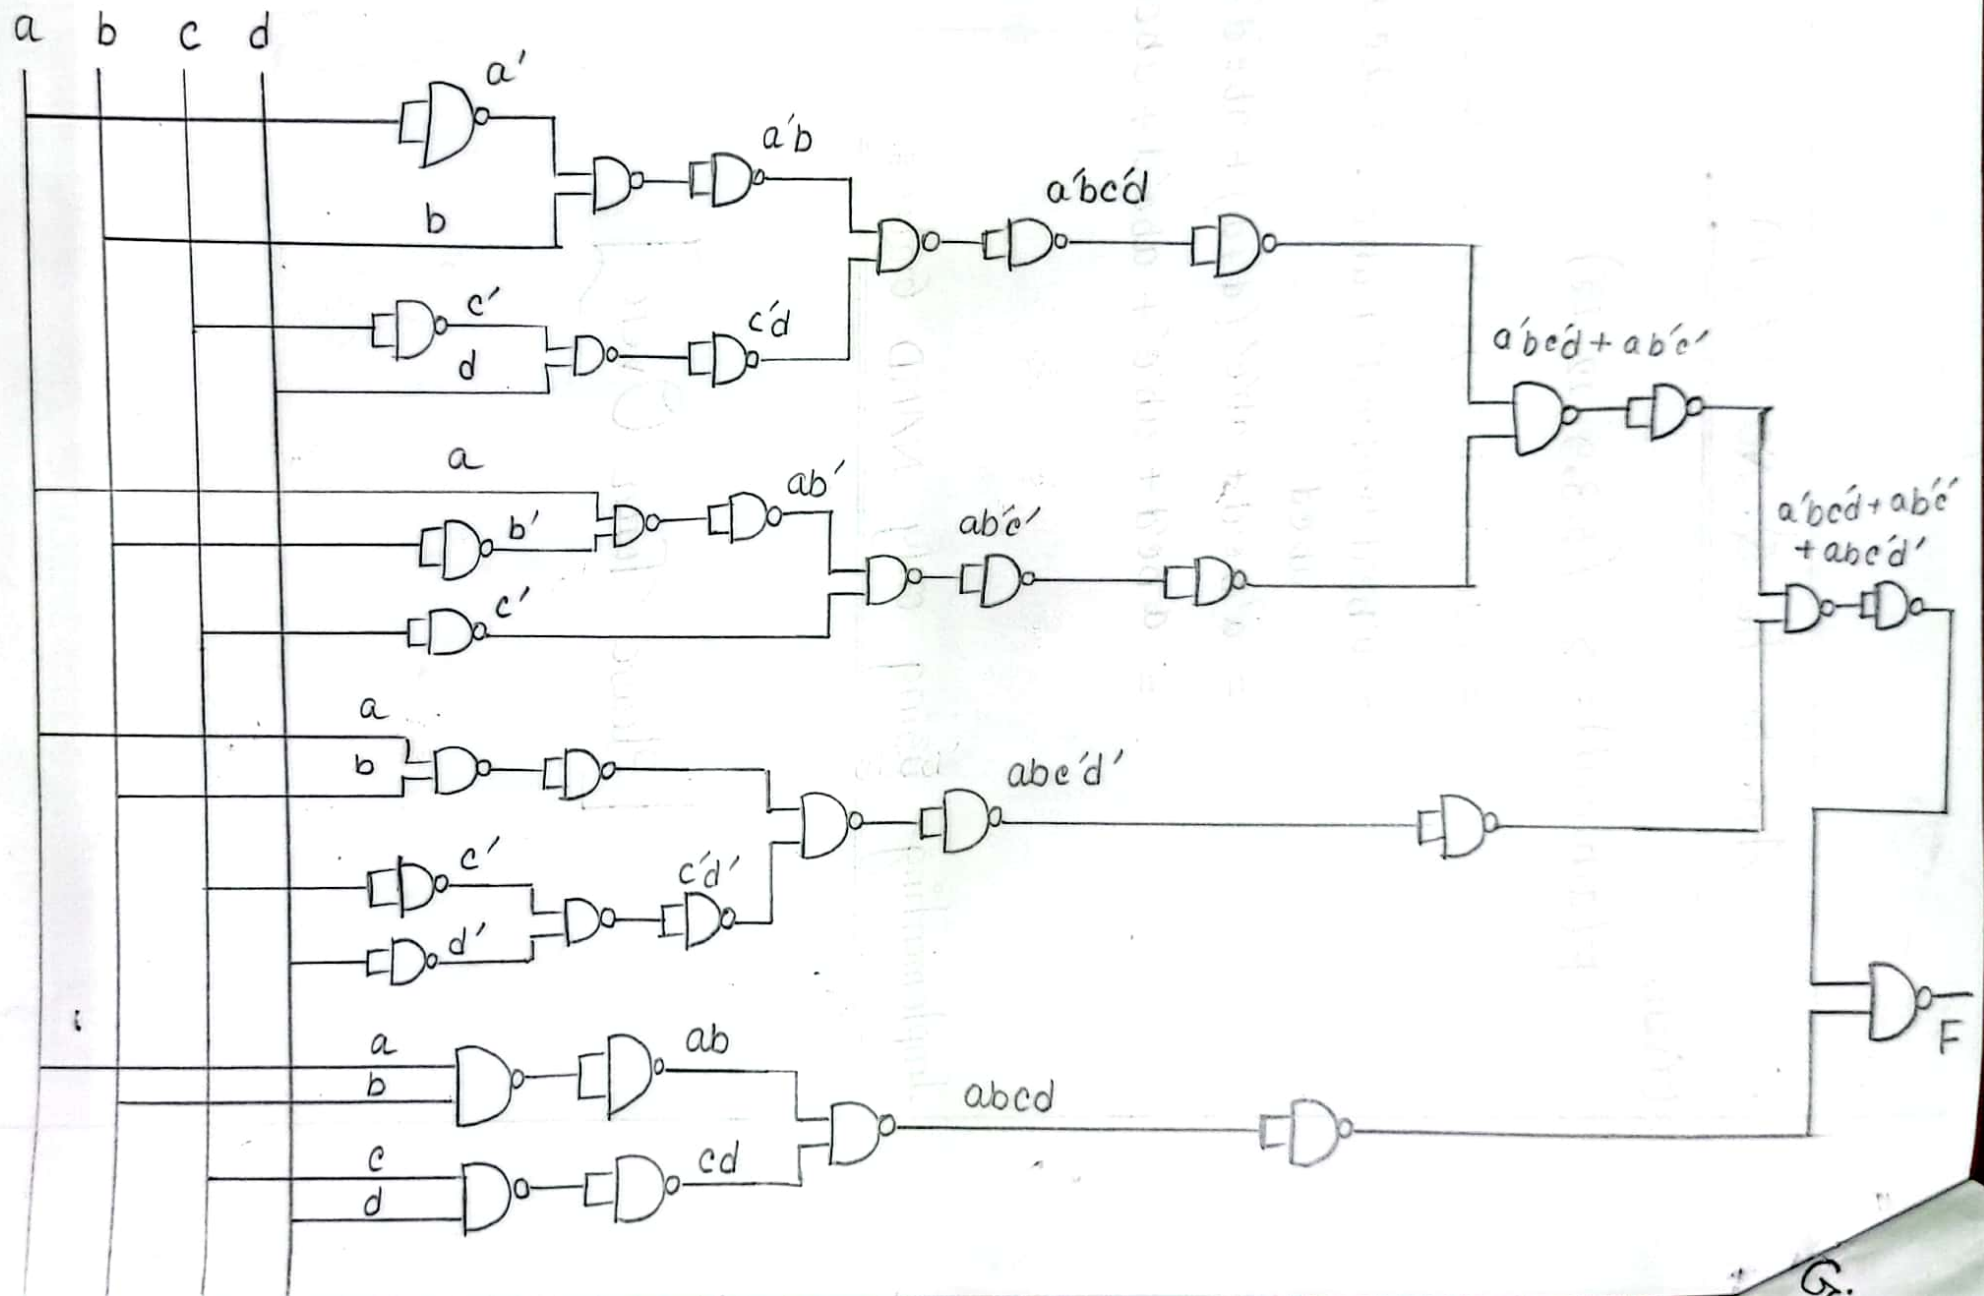 a b c d
a'
a'b
b
a'bc'd
c'
c'd
d
a'bc'd + ab'c'
a
ab'
b'
ab'c'
c'
a'bc'd + ab'c'
+ abc'd'
a
b
abc'd'
c'
c'd'
d'
a
ab
b
abcd
F
c
cd
d
G.